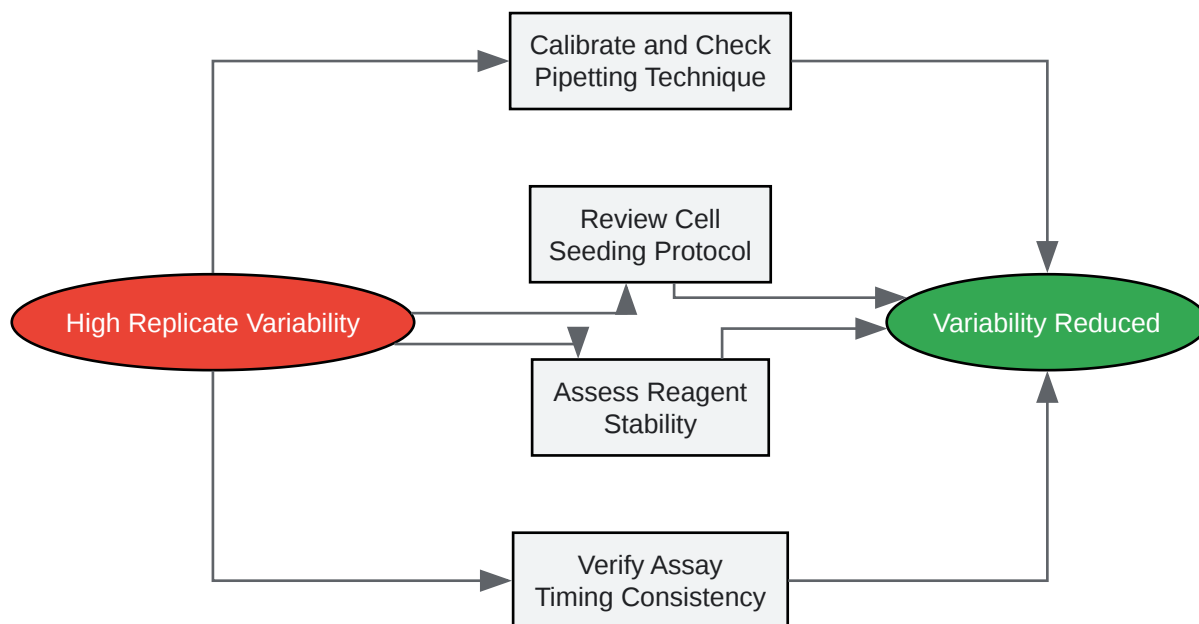 Calibrate and Check
Pipetting Technique
Review Cell
Seeding Protocol
High Replicate Variability
Variability Reduced
Assess Reagent
Stability
Verify Assay
Timing Consistency